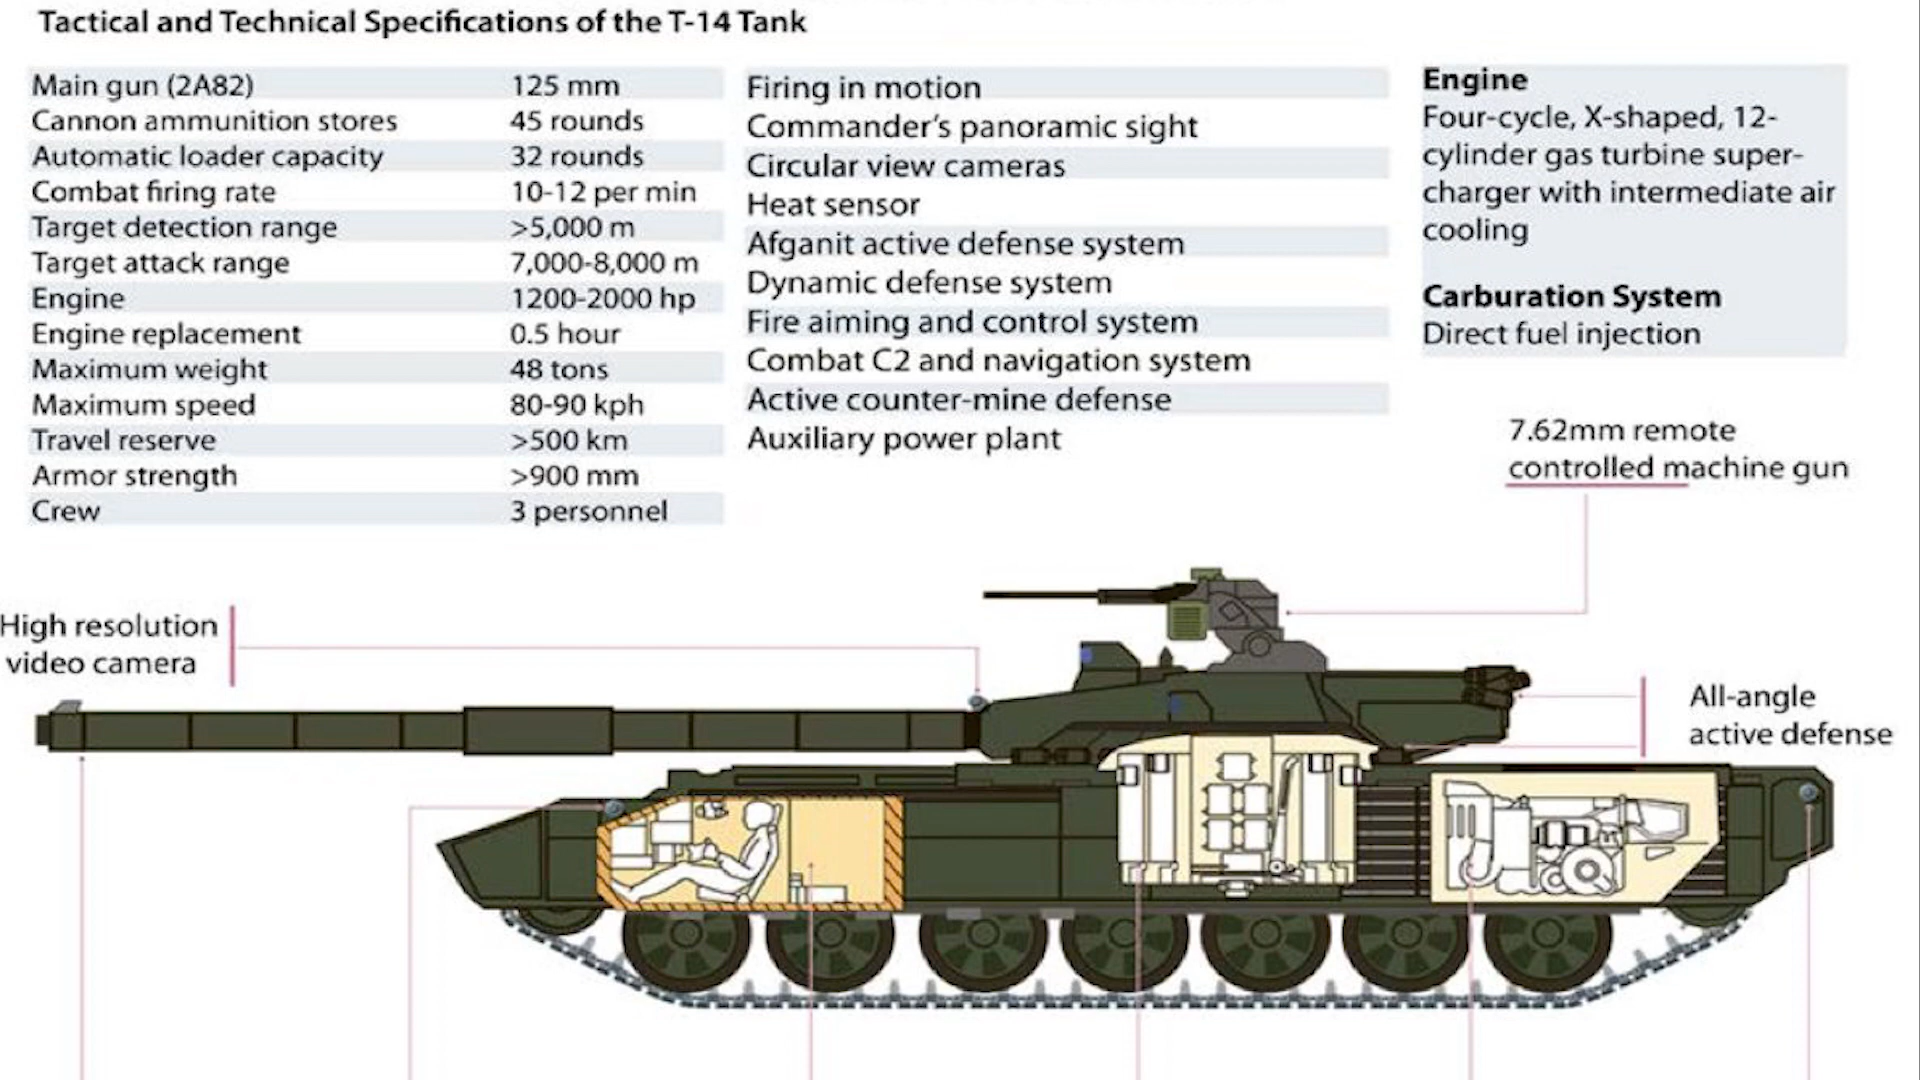 Tactical and Technical Specifications of the T-14 Tank
Main gun (2A82) 125 mm
Cannon ammunition stores 45 rounds
Automatic loader capacity 32 rounds
Combat firing rate 10-12 per min
Target detection range >5,000 m
Target attack range 7,000-8,000 m
Engine 1200-2000 hp
Engine replacement 0.5 hour
Maximum weight 48 tons
Maximum speed 80-90 kph
Travel reserve >500 km
Armor strength >900 mm
Crew 3 personnel
Firing in motion
Commander's panoramic sight
Circular view cameras
Heat sensor
Afganit active defense system
Dynamic defense system
Fire aiming and control system
Combat C2 and navigation system
Active counter-mine defense
Auxiliary power plant
Engine
Four-cycle, X-shaped, 12-
cylinder gas turbine super-
charger with intermediate air
cooling
Carburation System
Direct fuel injection
7.62mm remote
controlled machine gun
High resolution
video camera
All-angle
active defense